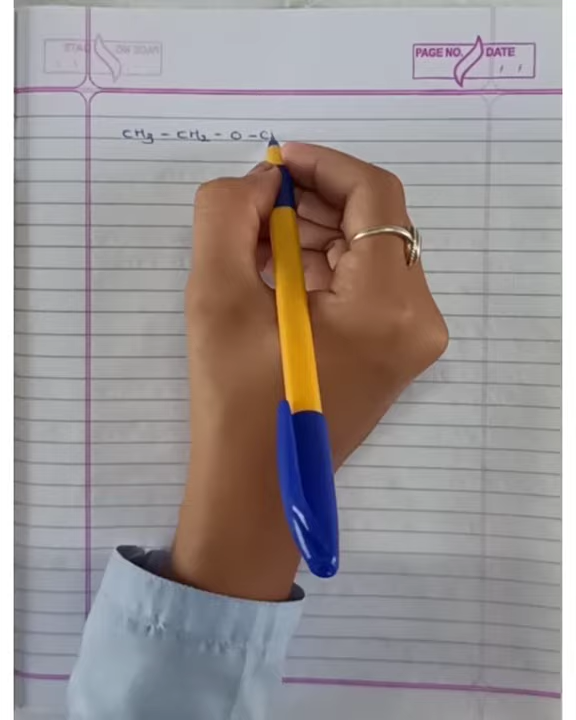 PAGE NO. DATE
CH₃ - CH₂ - O - C